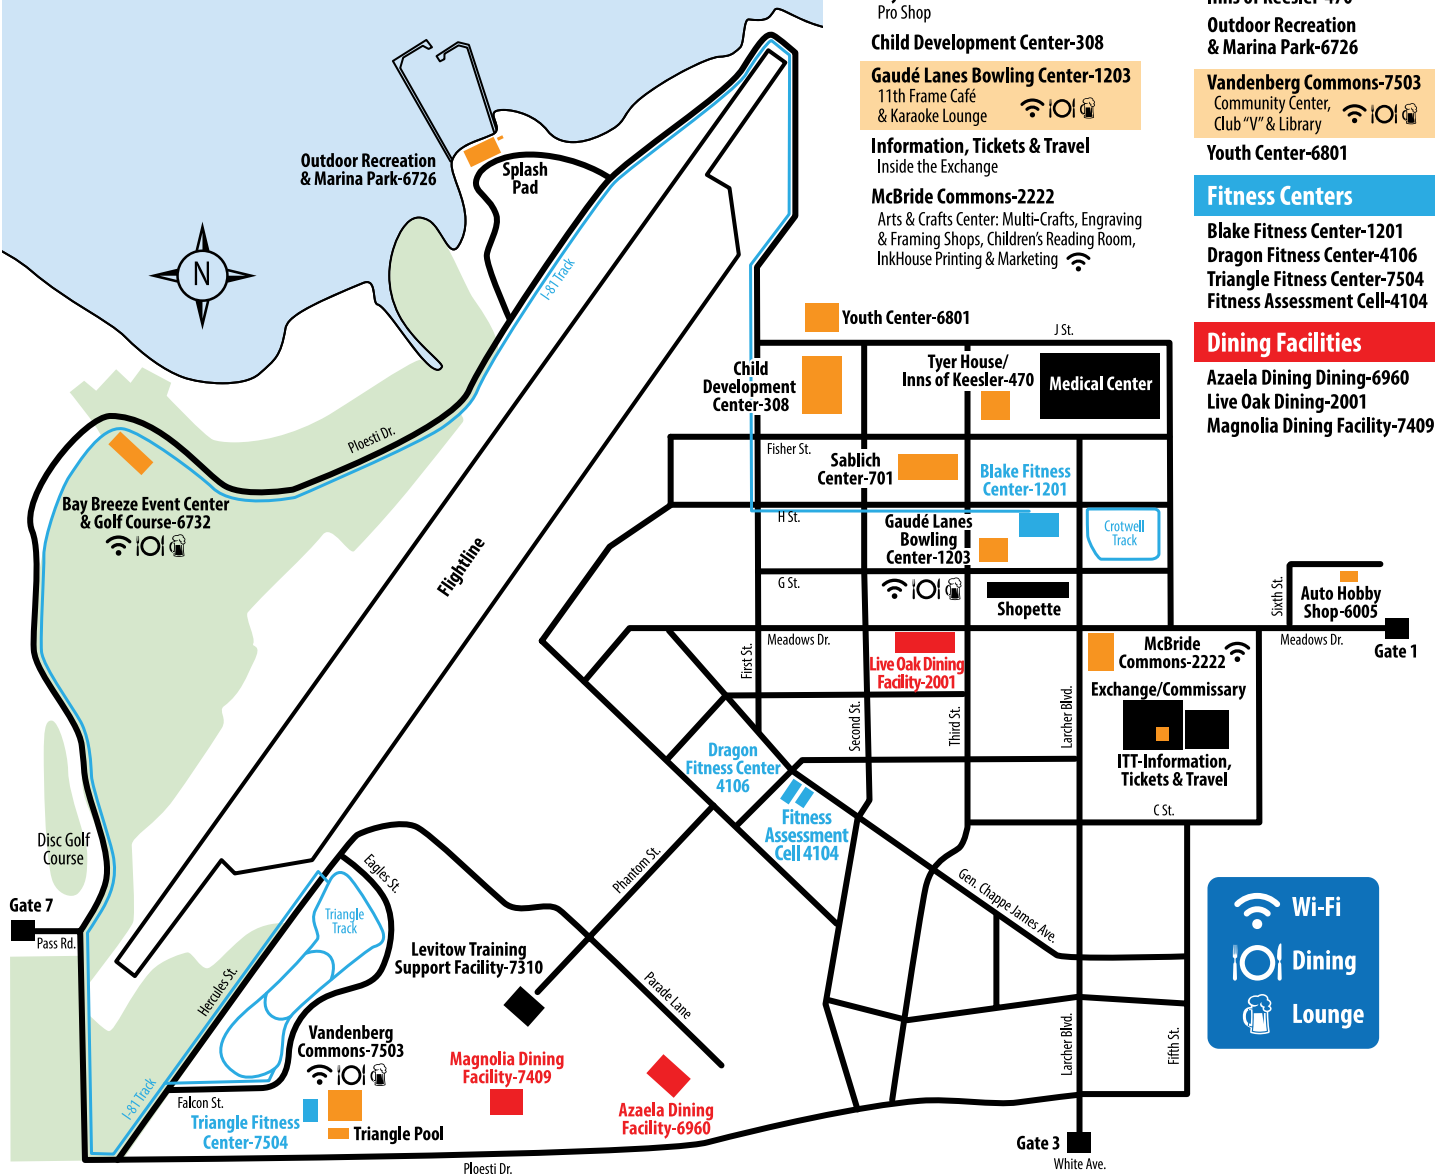 Pro Shop
Child Development Center-308
Gaudé Lanes Bowling Center-1203
11th Frame Café
& Karaoke Lounge
Information, Tickets & Travel
Inside the Exchange
McBride Commons-2222
Arts & Crafts Center: Multi-Crafts, Engraving
& Framing Shops, Children's Reading Room,
InkHouse Printing & Marketing
Inns of Keesler-470
Outdoor Recreation
& Marina Park-6726
Vandenberg Commons-7503
Community Center,
Club "V" & Library
Youth Center-6801
Fitness Centers
Blake Fitness Center-1201
Dragon Fitness Center-4106
Triangle Fitness Center-7504
Fitness Assessment Cell-4104
Dining Facilities
Azaela Dining Dining-6960
Live Oak Dining-2001
Magnolia Dining Facility-7409
Outdoor Recreation
& Marina Park-6726
Splash
Pad
N
I-81 Track
Youth Center-6801
J St.
Child
Development
Center-308
Tyer House/
Inns of Keesler-470
Medical Center
Ploesti Dr.
Fisher St.
Sablich
Center-701
Blake Fitness
Center-1201
Bay Breeze Event Center
& Golf Course-6732
H St.
Gaudé Lanes
Bowling
Center-1203
Crotwell
Track
Flightline
G St.
Shopette
Sixth St.
Auto Hobby
Shop-6005
Meadows Dr.
Meadows Dr.
Gate 1
First St.
Live Oak Dining
Facility-2001
McBride
Commons-2222
Exchange/Commissary
Second St.
Third St.
Larcher Blvd.
ITT-Information,
Tickets & Travel
C St.
Dragon
Fitness Center
4106
Fitness
Assessment
Cell 4104
Disc Golf
Course
Eagles St.
Phantom St.
Gen. Chappe James Ave.
Gate 7
Pass Rd.
Triangle
Track
Levitow Training
Support Facility-7310
Hercules St.
Parade Lane
Wi-Fi
Dining
Lounge
Vandenberg
Commons-7503
Magnolia Dining
Facility-7409
Larcher Blvd.
Fifth St.
I-81 Track
Falcon St.
Triangle Fitness
Center-7504
Triangle Pool
Azaela Dining
Facility-6960
Gate 3
White Ave.
Ploesti Dr.